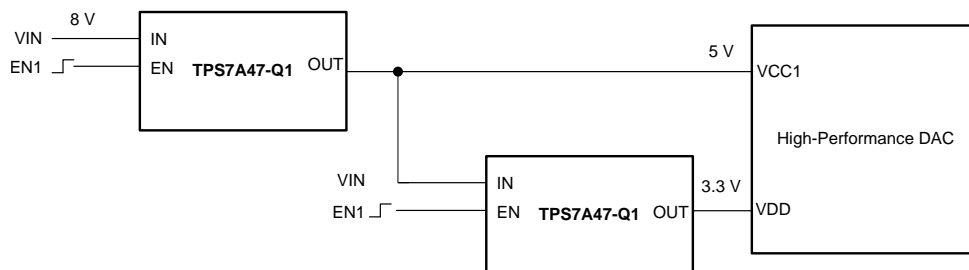 8 V
VIN
IN
EN1
EN
TPS7A47-Q1
OUT
5 V
VCC1
High-Performance DAC
VIN
IN
3.3 V
EN1
EN
TPS7A47-Q1
OUT
VDD